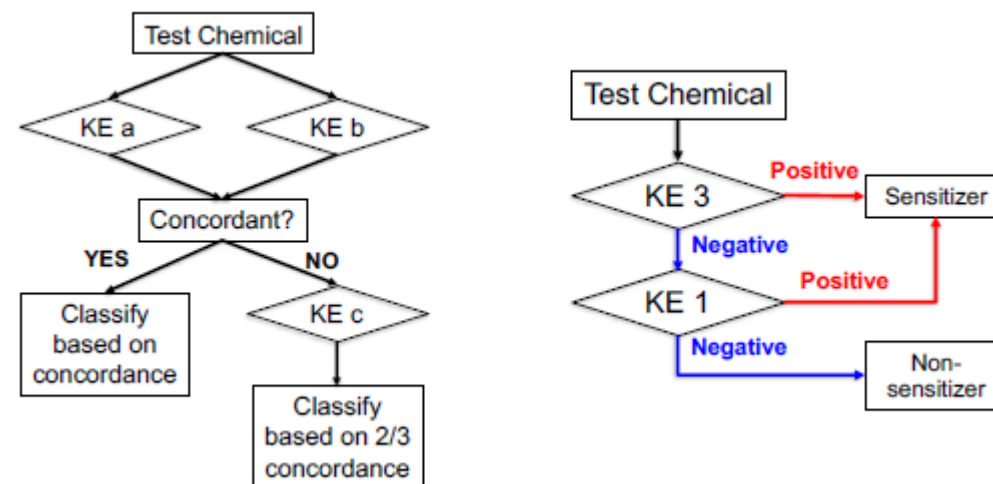 Test Chemical
KE a
KE b
Concordant?
YES
NO
Classify
based on
concordance
KE c
Classify
based on 2/3
concordance
Test Chemical
KE 3
Positive
Sensitizer
Negative
KE 1
Positive
Negative
Non-
sensitizer